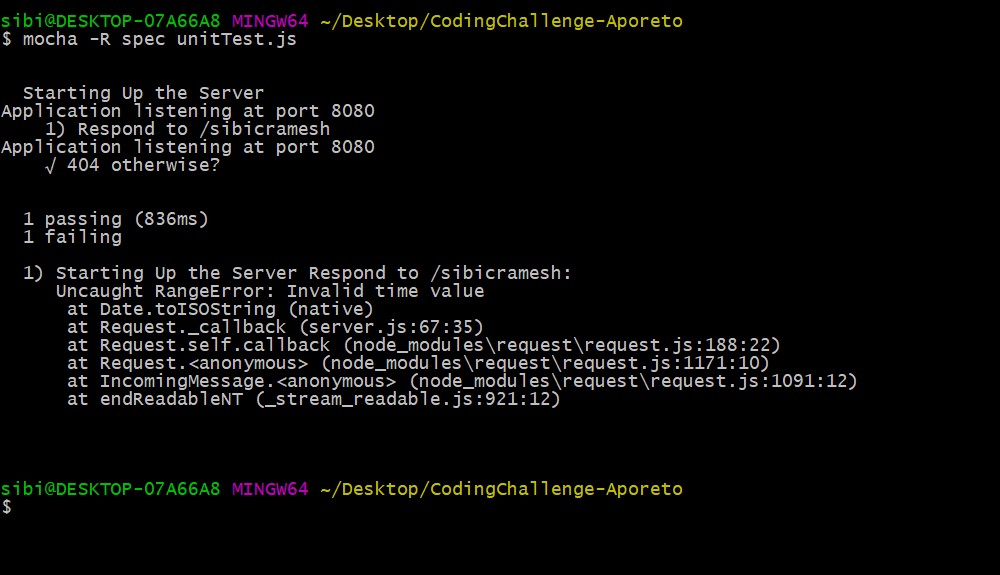 sibi@DESKTOP-07A66A8 MINGW64 ~/Desktop/CodingChallenge-Aporeto
$ mocha -R spec unitTest.js
Starting Up the Server
Application listening at port 8080
1) Respond to /sibicramesh
Application listening at port 8080
√ 404 otherwise?
1 passing (836ms)
1 failing
1) Starting Up the Server Respond to /sibicramesh:
Uncaught RangeError: Invalid time value
at Date.toISOString (native)
at Request._callback (server.js:67:35)
at Request.self.callback (node_modules\request\request.js:188:22)
at Request.<anonymous> (node_modules\request\request.js:1171:10)
at IncomingMessage.<anonymous> (node_modules\request\request.js:1091:12)
at endReadableNT (_stream_readable.js:921:12)
sibi@DESKTOP-07A66A8 MINGW64 ~/Desktop/CodingChallenge-Aporeto
$